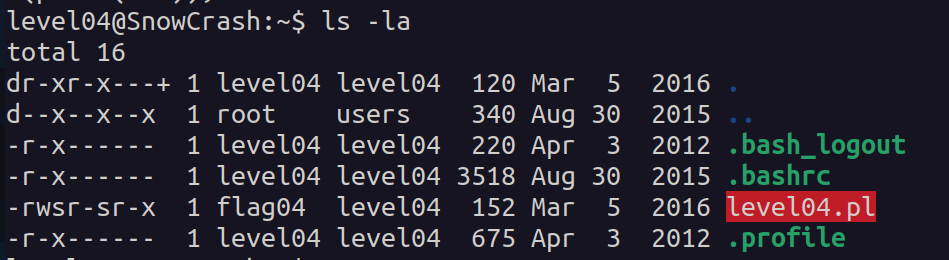 level04@SnowCrash:~$ ls -la
total 16
dr-xr-x---+ 1 level04 level04  120 Mar  5  2016 .
d--x--x--x  1 root    users    340 Aug 30  2015 ..
-r-x------  1 level04 level04  220 Apr  3  2012 .bash_logout
-r-x------  1 level04 level04 3518 Aug 30  2015 .bashrc
-rwsr-sr-x  1 flag04  level04  152 Mar  5  2016 level04.pl
-r-x------  1 level04 level04  675 Apr  3  2012 .profile